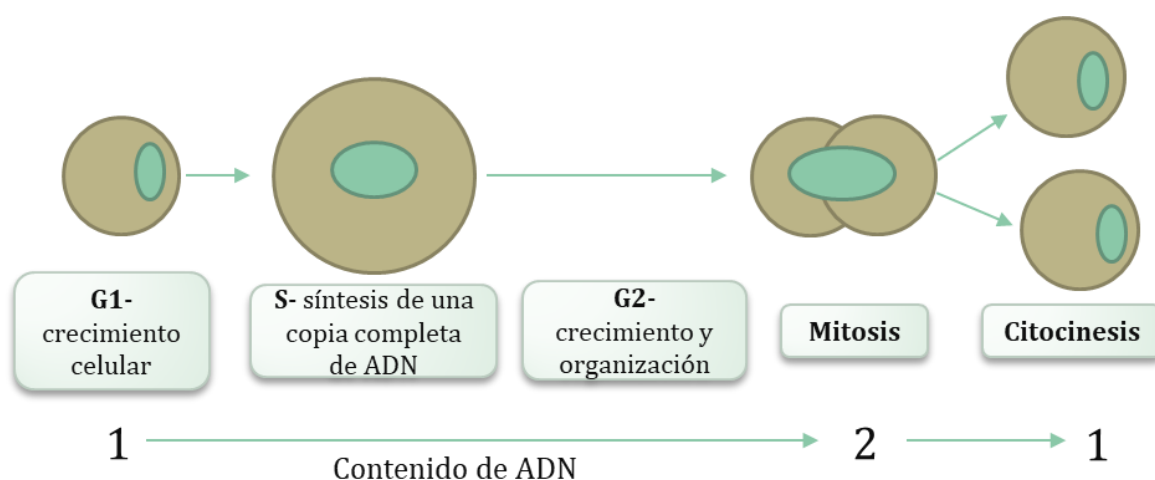 G1-
crecimiento
celular
S- síntesis de una
copia completa
de ADN
G2-
crecimiento y
organización
Mitosis
Citocinesis
1
2
1
Contenido de ADN